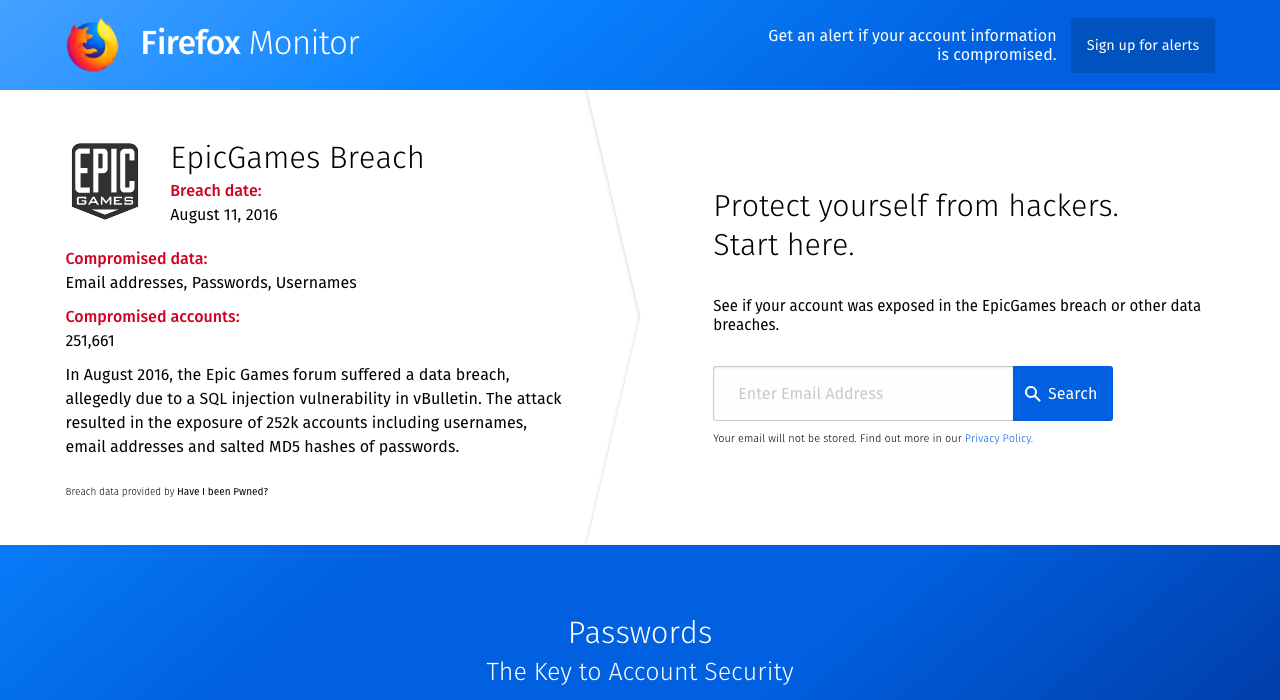 Firefox Monitor
Get an alert if your account information
is compromised.
Sign up for alerts
EPIC
GAMES
EpicGames Breach
Breach date:
August 11, 2016
Compromised data:
Email addresses, Passwords, Usernames
Compromised accounts:
251,661
In August 2016, the Epic Games forum suffered a data breach,
allegedly due to a SQL injection vulnerability in vBulletin. The attack
resulted in the exposure of 252k accounts including usernames,
email addresses and salted MD5 hashes of passwords.
Breach data provided by Have I been Pwned?
Protect yourself from hackers.
Start here.
See if your account was exposed in the EpicGames breach or other data
breaches.
Enter Email Address
Search
Your email will not be stored. Find out more in our Privacy Policy.
Passwords
The Key to Account Security